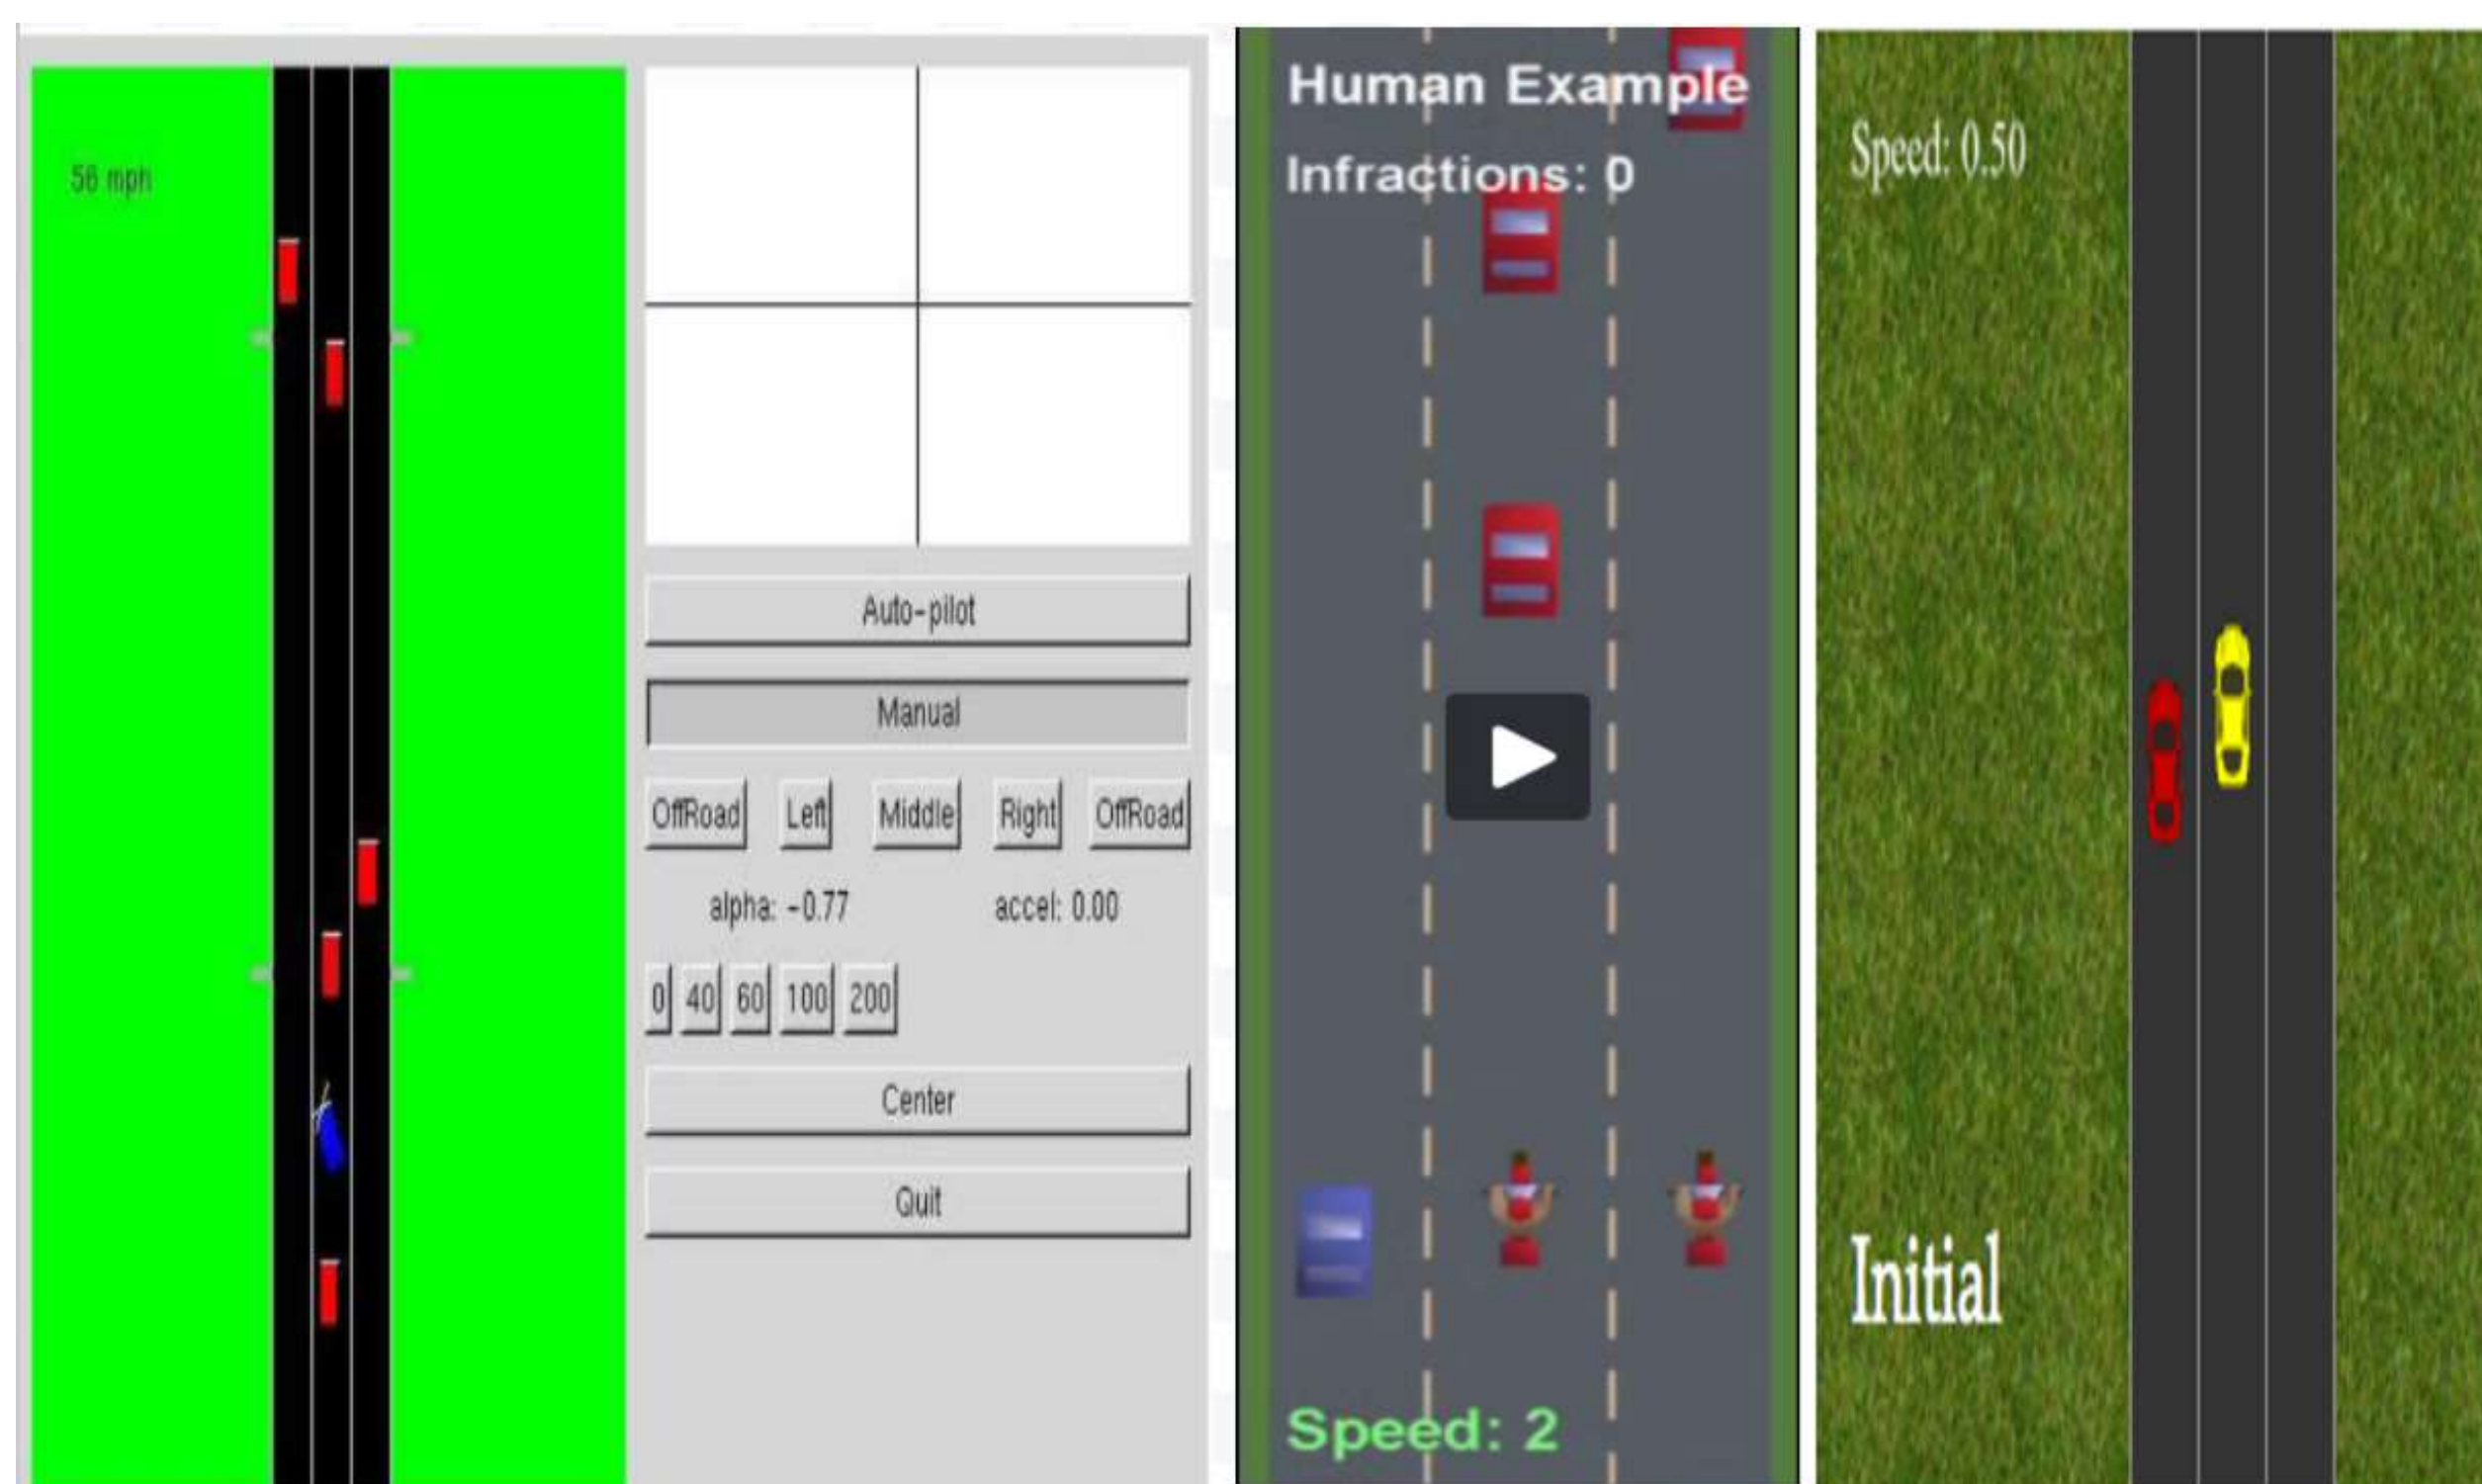 56 mph
Auto-pilot
Manual
OffRoad Left Middle Right OffRoad
alpha: -0.77 accel: 0.00
0 40 60 100 200
Center
Quit
Human Example
Infractions: 0
Speed: 2
Speed: 0.50
Initial